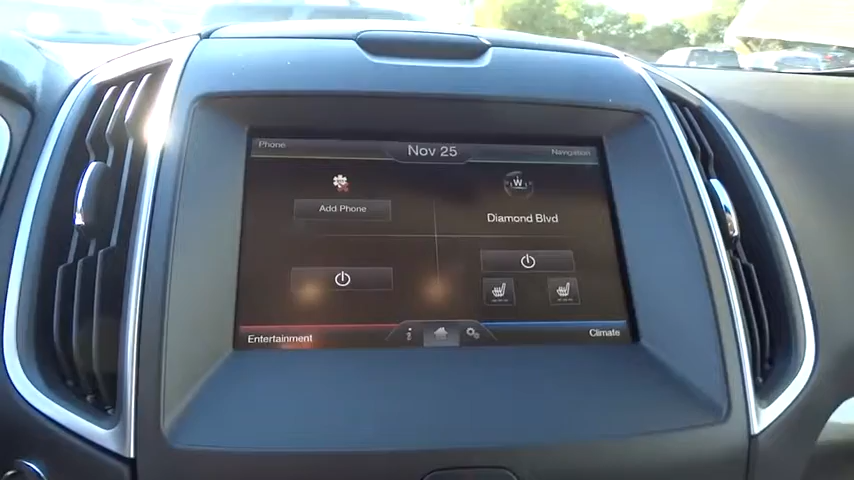 Phone
Nov 25
Navigation
W
Add Phone
Diamond Blvd
Entertainment
i
Climate